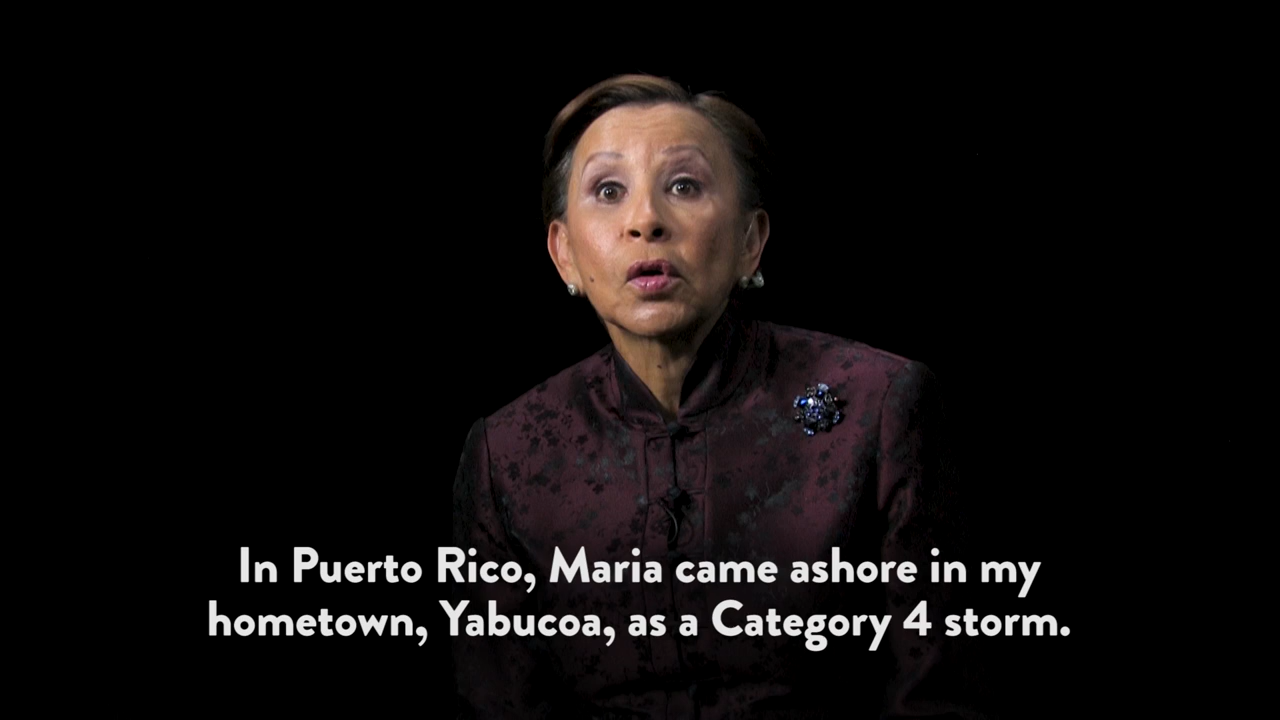 In Puerto Rico, Maria came ashore in my
hometown, Yabucoa, as a Category 4 storm.